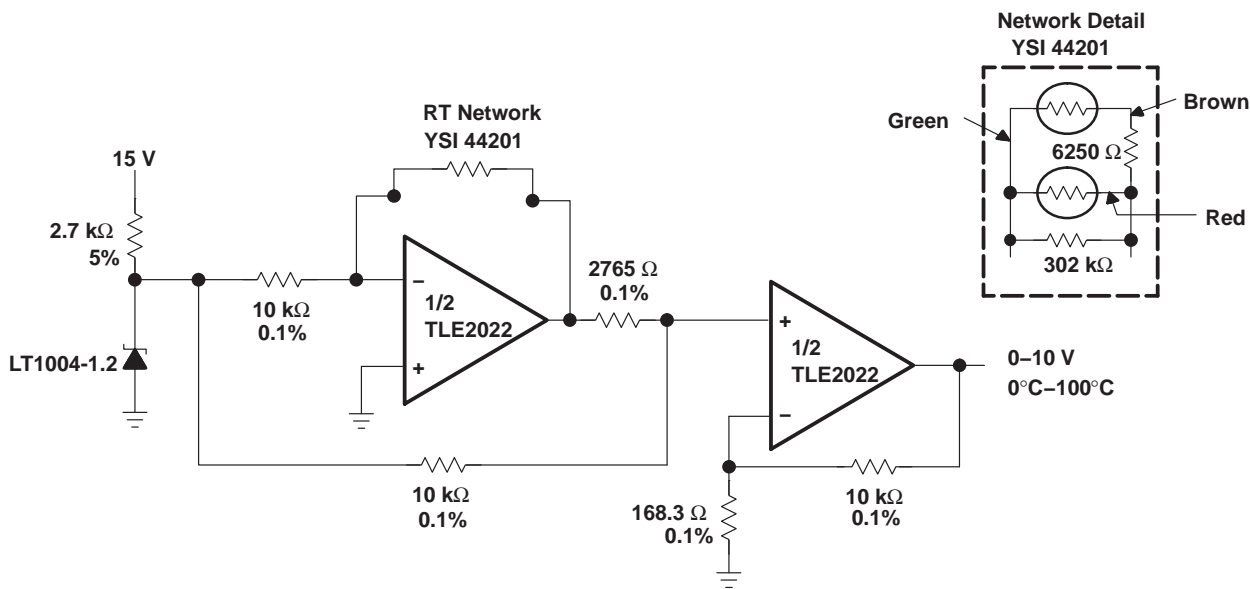 Network Detail
YSI 44201
Brown
Green
6250 Ω
Red
302 kΩ
RT Network
YSI 44201
15 V
2.7 kΩ
5%
10 kΩ
0.1%
LT1004-1.2
−
1/2
TLE2022
+
2765 Ω
0.1%
+
1/2
TLE2022
−
0–10 V
0°C–100°C
10 kΩ
0.1%
168.3 Ω
0.1%
10 kΩ
0.1%